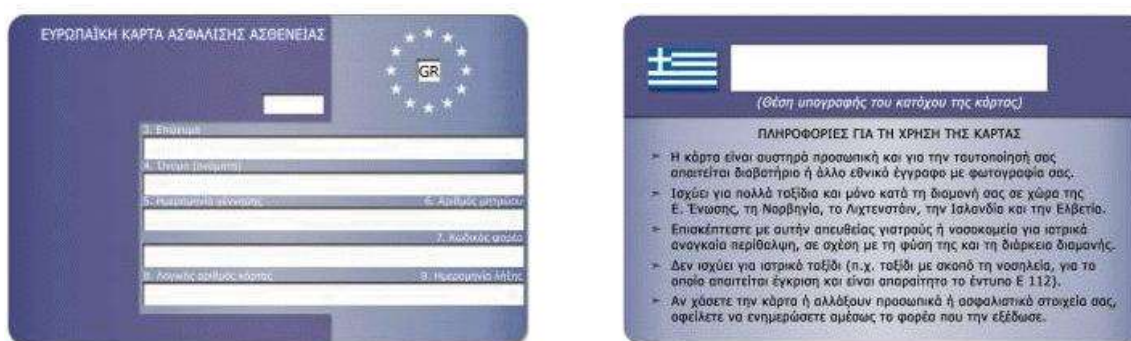 ΕΥΡΩΠΑΪΚΗ ΚΑΡΤΑ ΑΣΦΑΛΙΣΗΣ ΑΣΘΕΝΕΙΑΣ
GR
3. Επώνυμο
4. Όνομα (ονόματα)
5. Ημερομηνία γέννησης 6. Αριθμός μητρώου
7. Κωδικός φορέα
8. Λογικός αριθμός κάρτας 9. Ημερομηνία λήξης
(Θέση υπογραφής του κατόχου της κάρτας)
ΠΛΗΡΟΦΟΡΙΕΣ ΓΙΑ ΤΗ ΧΡΗΣΗ ΤΗΣ ΚΑΡΤΑΣ
➢ Η κάρτα είναι αυστηρά προσωπική και για την ταυτοποίησή σας
απαιτείται διαβατήριο ή άλλο εθνικό έγγραφο με φωτογραφία σας.
➢ Ισχύει για πολλά ταξίδια και μόνο κατά τη διαμονή σας σε χώρα της
Ε. Ένωσης, τη Νορβηγία, το Λιχτενστάιν, την Ισλανδία και την Ελβετία.
➢ Επισκέπτεστε με αυτήν απευθείας γιατρούς ή νοσοκομεία για ιατρικά
αναγκαία περίθαλψη, σε σχέση με τη φύση της και τη διάρκεια διαμονής.
➢ Δεν ισχύει για ιατρικό ταξίδι (π.χ. ταξίδι με σκοπό τη νοσηλεία, για το
οποίο απαιτείται έγκριση και είναι απαραίτητο το έντυπο Ε 112).
➢ Αν χάσετε την κάρτα ή αλλάξουν προσωπικά ή ασφαλιστικά στοιχεία σας,
οφείλετε να ενημερώσετε αμέσως το φορέα που την εξέδωσε.